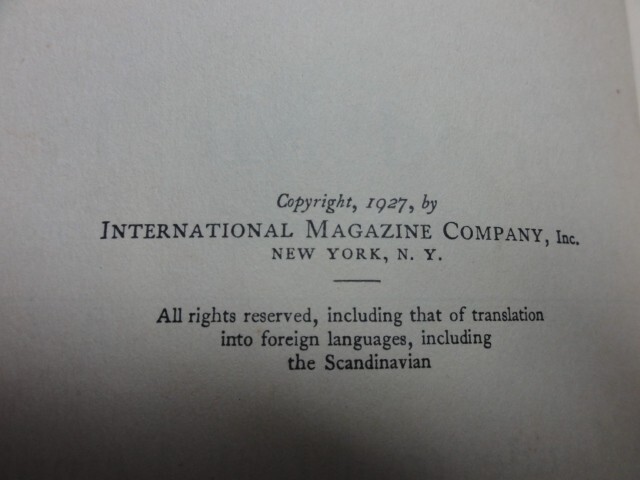 Copyright, 1927, by
INTERNATIONAL MAGAZINE COMPANY, Inc.
NEW YORK, N. Y.
All rights reserved, including that of translation
into foreign languages, including
the Scandinavian